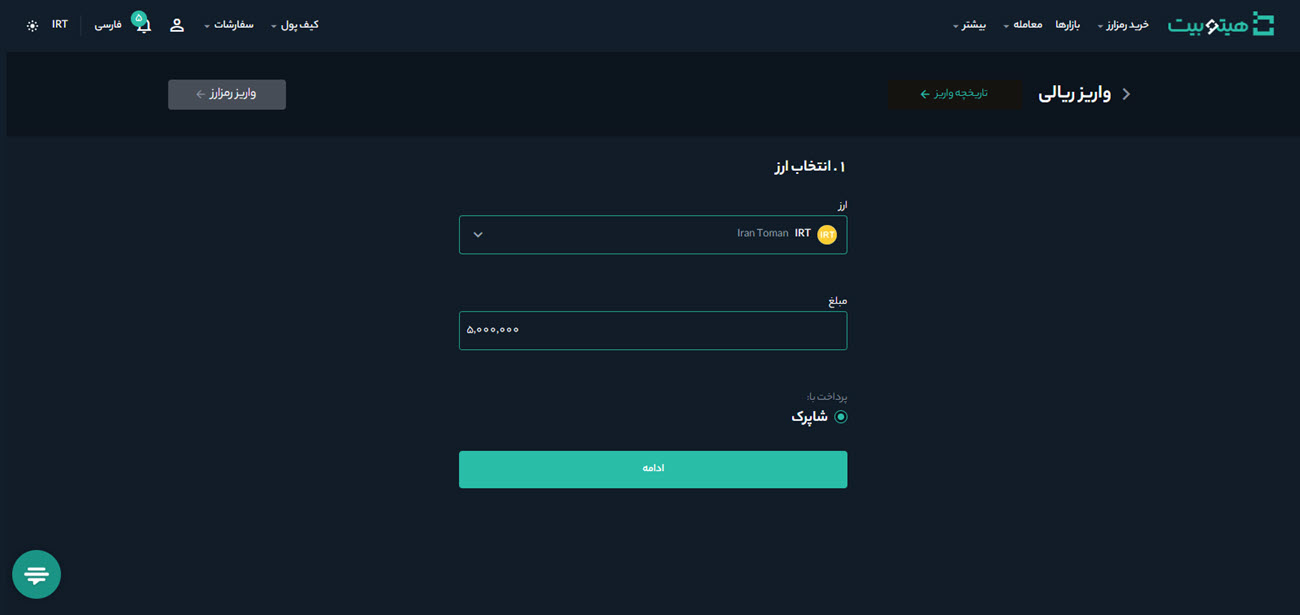 هیتوبیت
خرید رمزارز بازارها معامله بیشتر کیف پول سفارشات ۵ فارسی IRT
واریز ریالی تاریخچه واریز ← واریز رمزارز ←
۱ . انتخاب ارز
ارز
IRT IRT Iran Toman
مبلغ
۵,۰۰۰,۰۰۰
پرداخت با:
شاپرک
ادامه